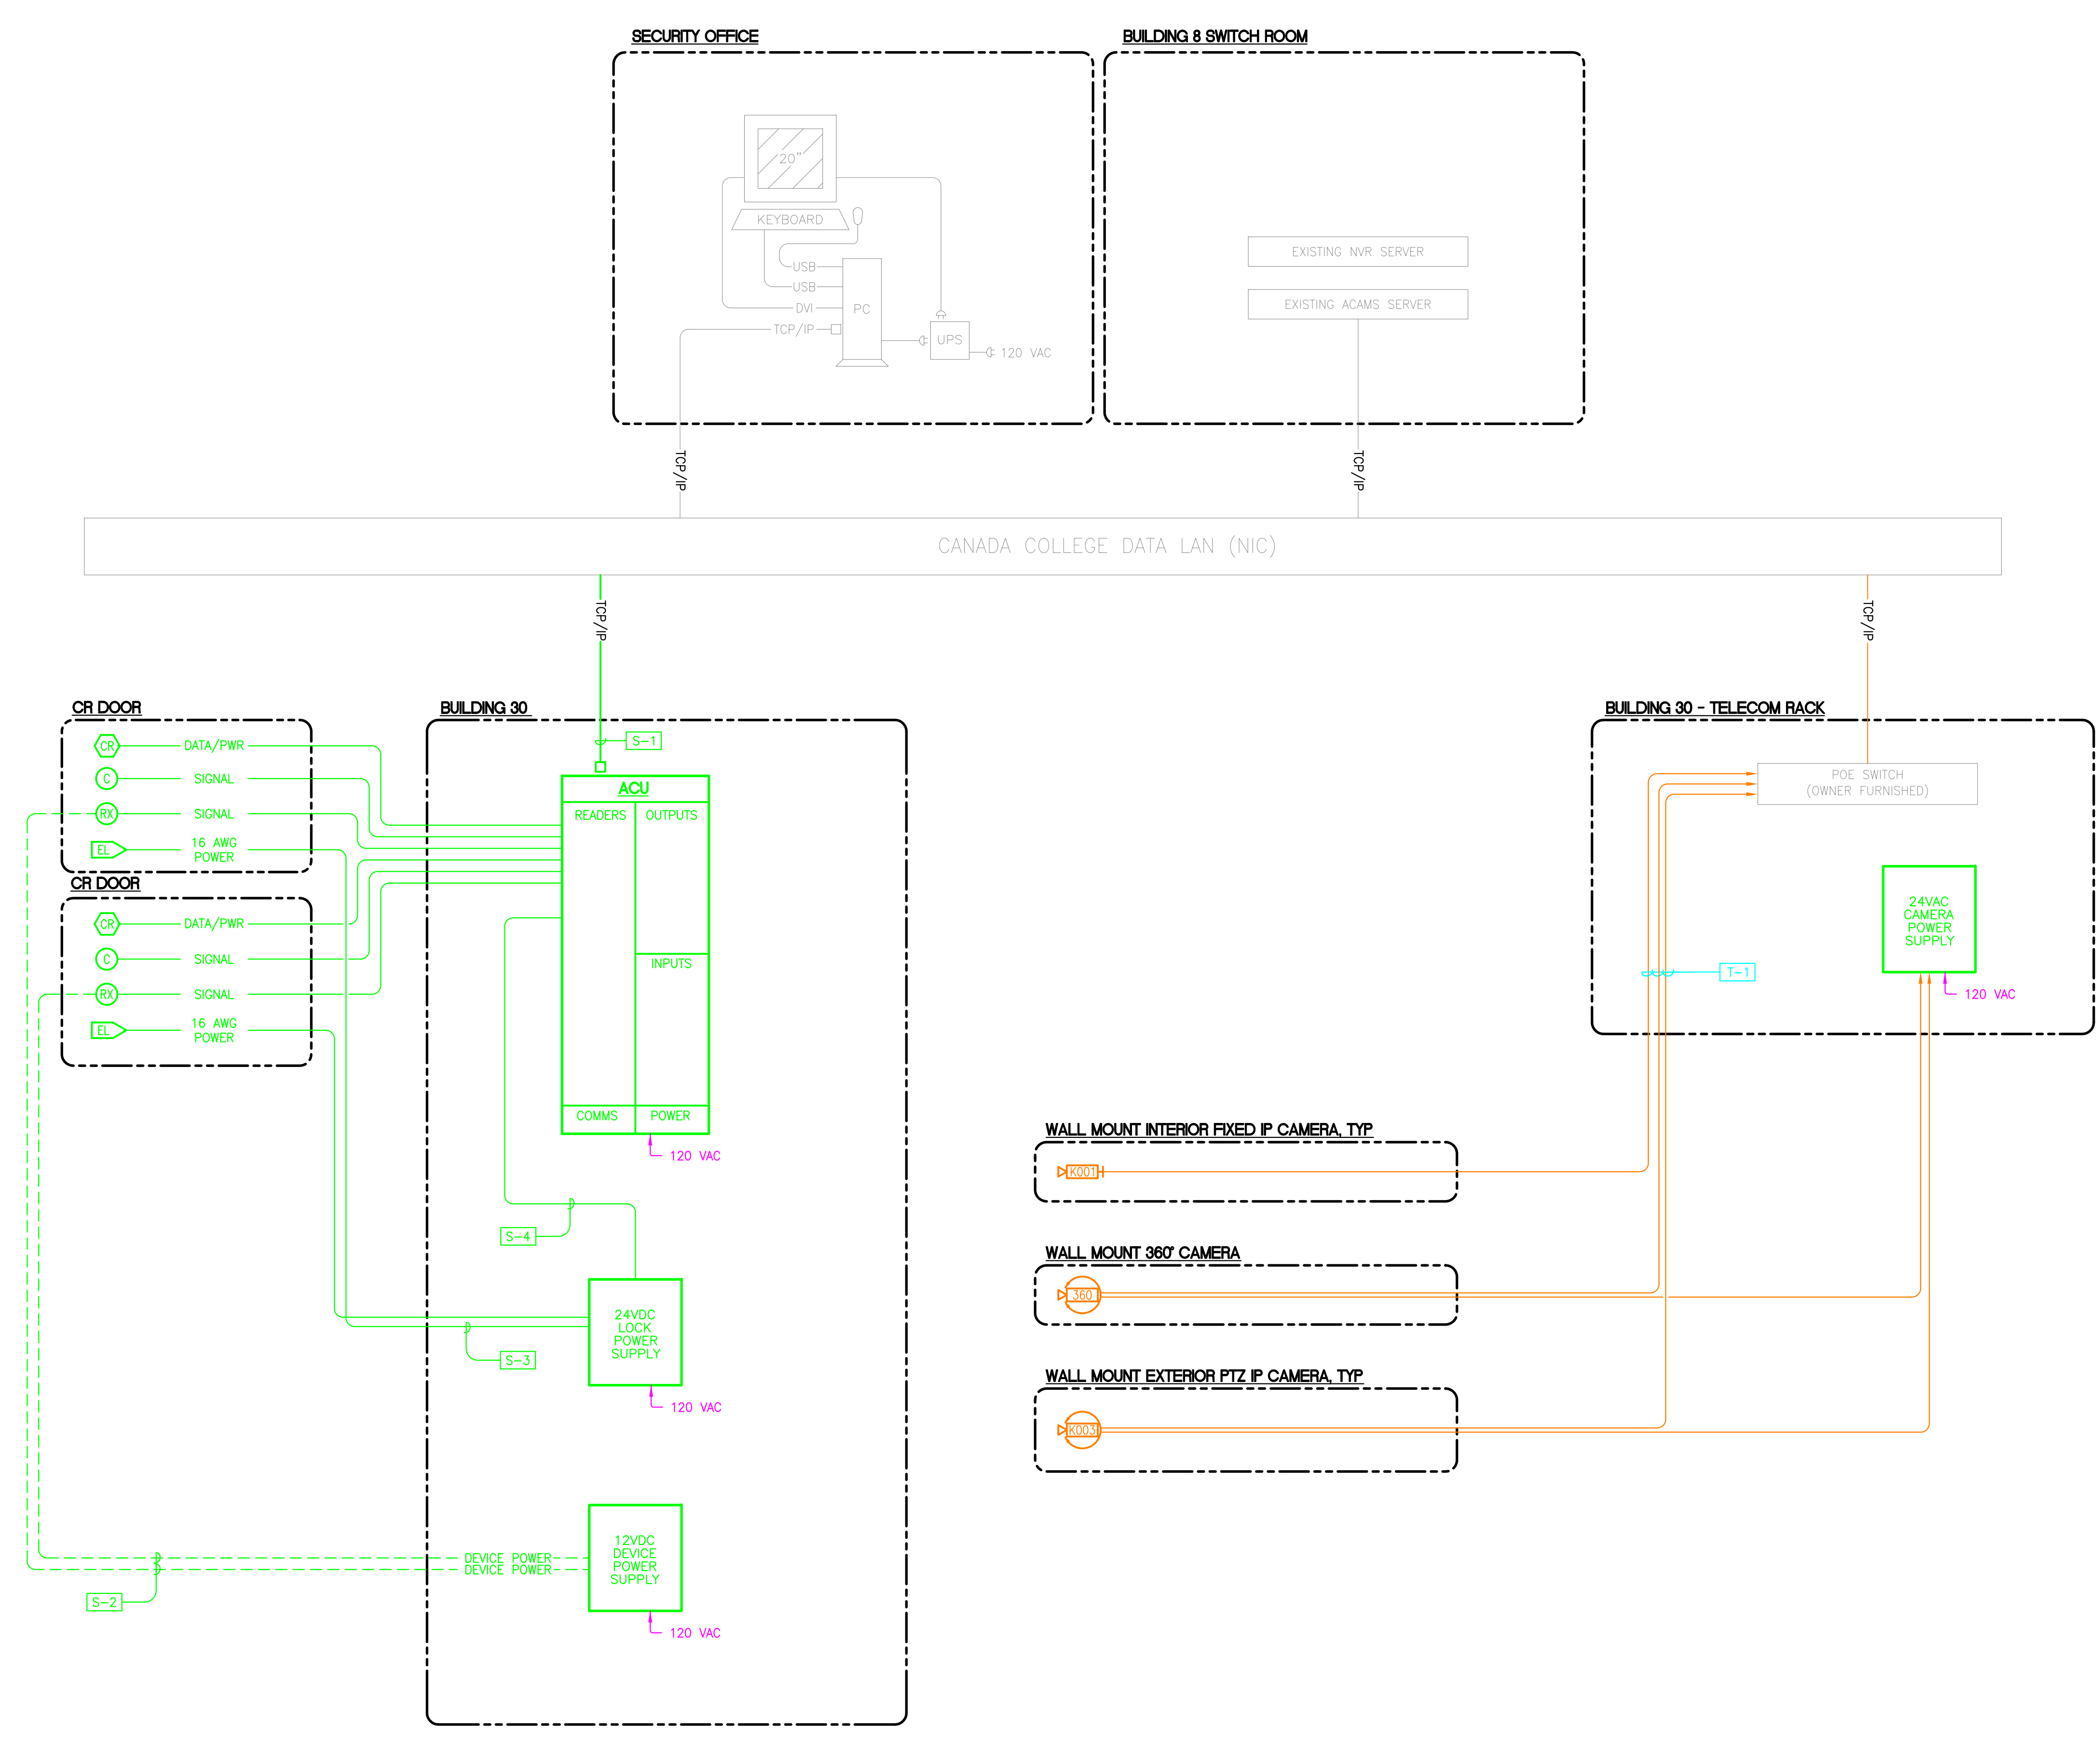 SECURITY OFFICE
BUILDING 8 SWITCH ROOM
20"
KEYBOARD
USB
USB
DVI
TCP/IP
PC
UPS
120 VAC
EXISTING NVR SERVER
EXISTING ACAMS SERVER
TCP/IP
TCP/IP
CANADA COLLEGE DATA LAN (NIC)
TCP/IP
TCP/IP
CR DOOR
CR
DATA/PWR
C
SIGNAL
RX
SIGNAL
EL
16 AWG
POWER
CR DOOR
CR
DATA/PWR
C
SIGNAL
RX
SIGNAL
EL
16 AWG
POWER
BUILDING 30
S-1
ACU
READERS
OUTPUTS
INPUTS
COMMS
POWER
120 VAC
S-4
24VDC
LOCK
POWER
SUPPLY
S-3
120 VAC
12VDC
DEVICE
POWER
SUPPLY
DEVICE POWER
DEVICE POWER
S-2
120 VAC
BUILDING 30 - TELECOM RACK
POE SWITCH
(OWNER FURNISHED)
24VAC
CAMERA
POWER
SUPPLY
T-1
120 VAC
WALL MOUNT INTERIOR FIXED IP CAMERA, TYP
K001
WALL MOUNT 360° CAMERA
360
WALL MOUNT EXTERIOR PTZ IP CAMERA, TYP
K003